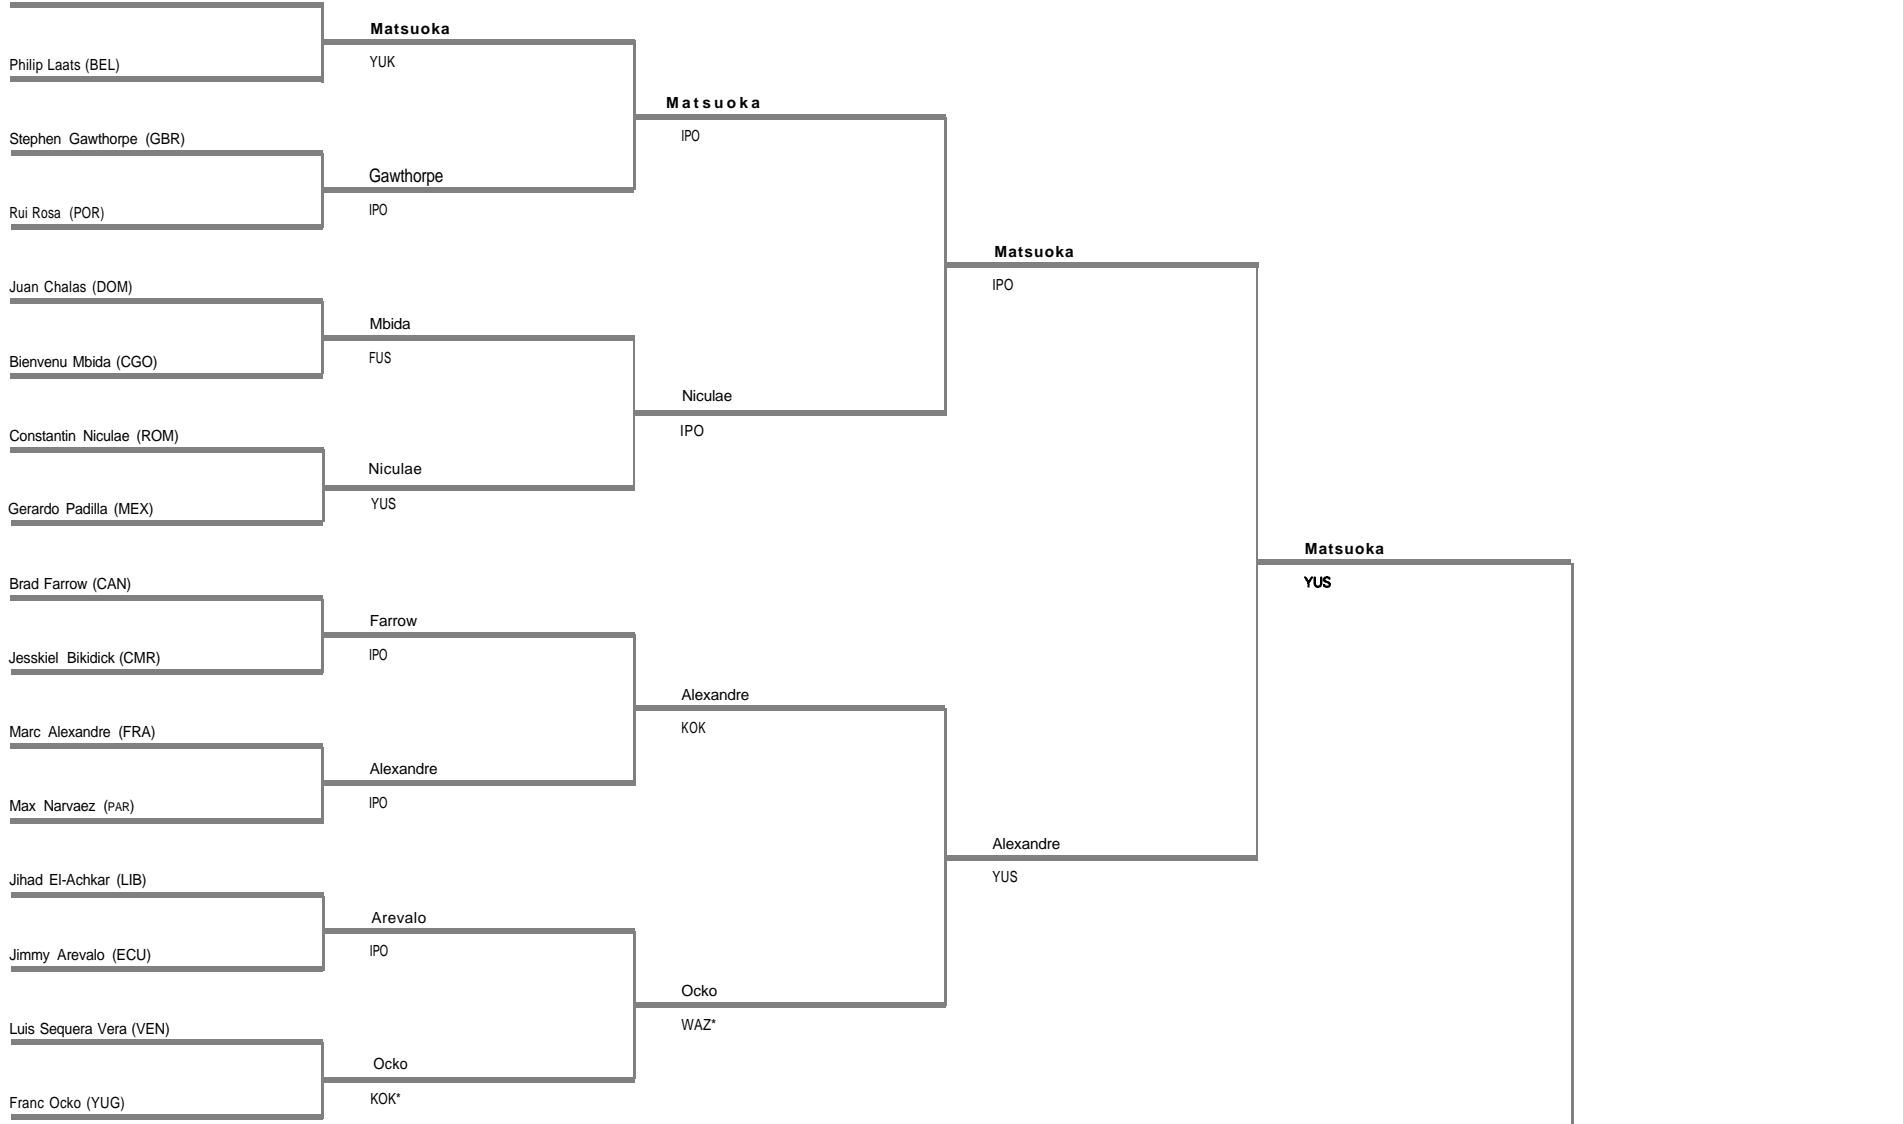 Matsuoka
Philip Laats (BEL)
YUK
Matsuoka
Stephen Gawthorpe (GBR)
IPO
Gawthorpe
Rui Rosa (POR)
IPO
Matsuoka
Juan Chalas (DOM)
IPO
Mbida
Bienvenu Mbida (CGO)
FUS
Niculae
Constantin Niculae (ROM)
IPO
Niculae
Gerardo Padilla (MEX)
YUS
Matsuoka
Brad Farrow (CAN)
YUS
Farrow
Jesskiel Bikidick (CMR)
IPO
Alexandre
Marc Alexandre (FRA)
KOK
Alexandre
Max Narvaez (PAR)
IPO
Alexandre
Jihad El-Achkar (LIB)
YUS
Arevalo
Jimmy Arevalo (ECU)
IPO
Ocko
Luis Sequera Vera (VEN)
WAZ*
Ocko
Franc Ocko (YUG)
KOK*